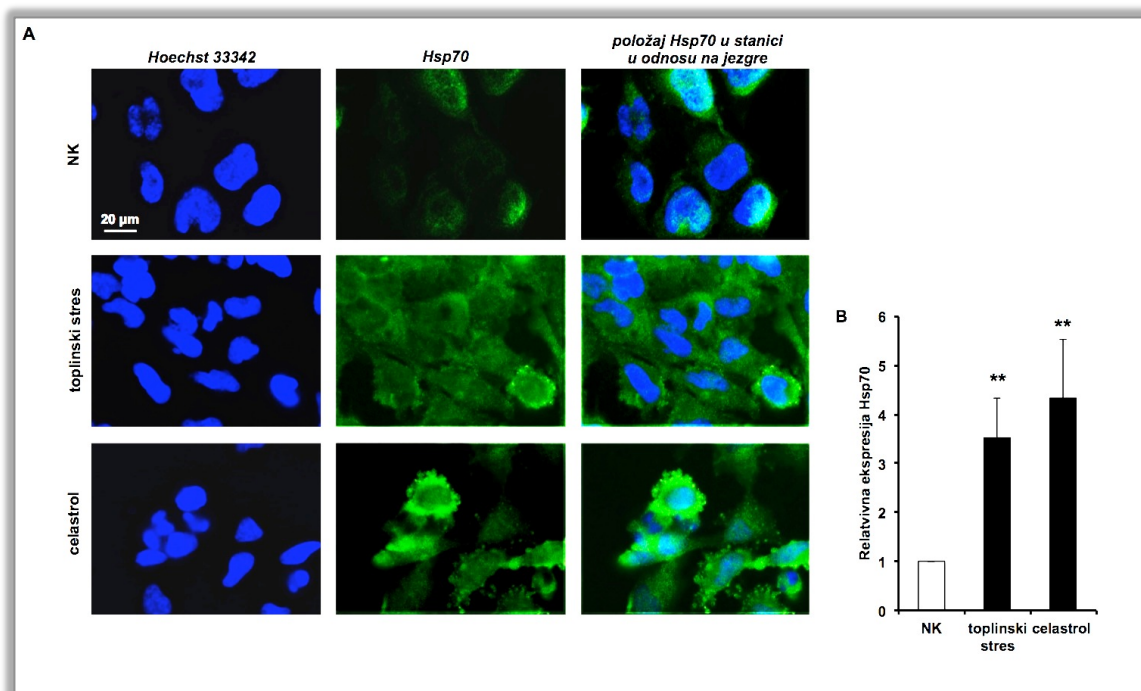 A
Hoechst 33342
Hsp70
položaj Hsp70 u stanici
u odnosu na jezgre
NK
20 µm
toplinski stres
celastrol
B
Relatvivna ekspresija Hsp70
6
5
4
3
2
1
0
**
**
NK
toplinski
stres
celastrol